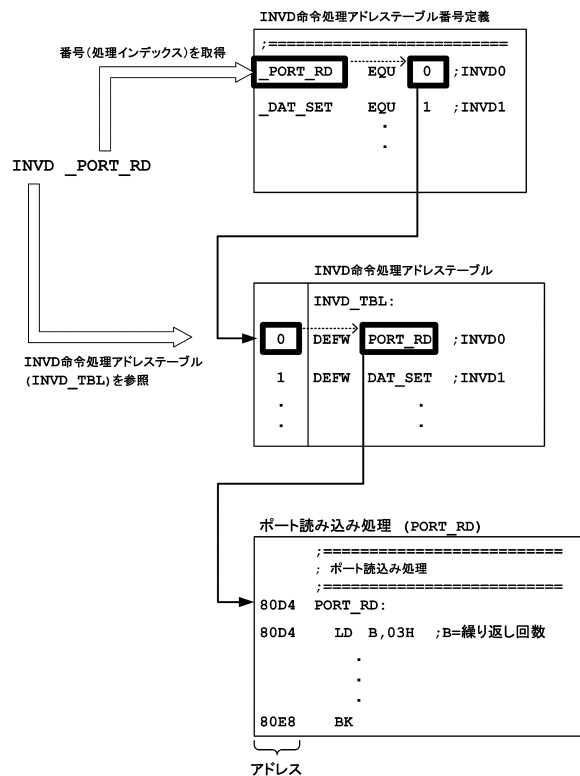 INVD命令処理アドレステーブル番号定義
番号(処理インデックス)を取得
;==========================
_PORT_RD EQU 0 ;INVD0
_DAT_SET EQU 1 ;INVD1
.
.
INVD _PORT_RD
INVD命令処理アドレステーブル
(INVD_TBL)を参照
INVD命令処理アドレステーブル
INVD_TBL:
0 DEFW PORT_RD ;INVD0
1 DEFW DAT_SET ;INVD1
. .
. .
ポート読み込み処理 (PORT_RD)
;==========================
; ポート読込み処理
;==========================
80D4 PORT_RD:
80D4 LD B,03H ;B=繰り返し回数
.
.
.
80E8 BK
アドレス